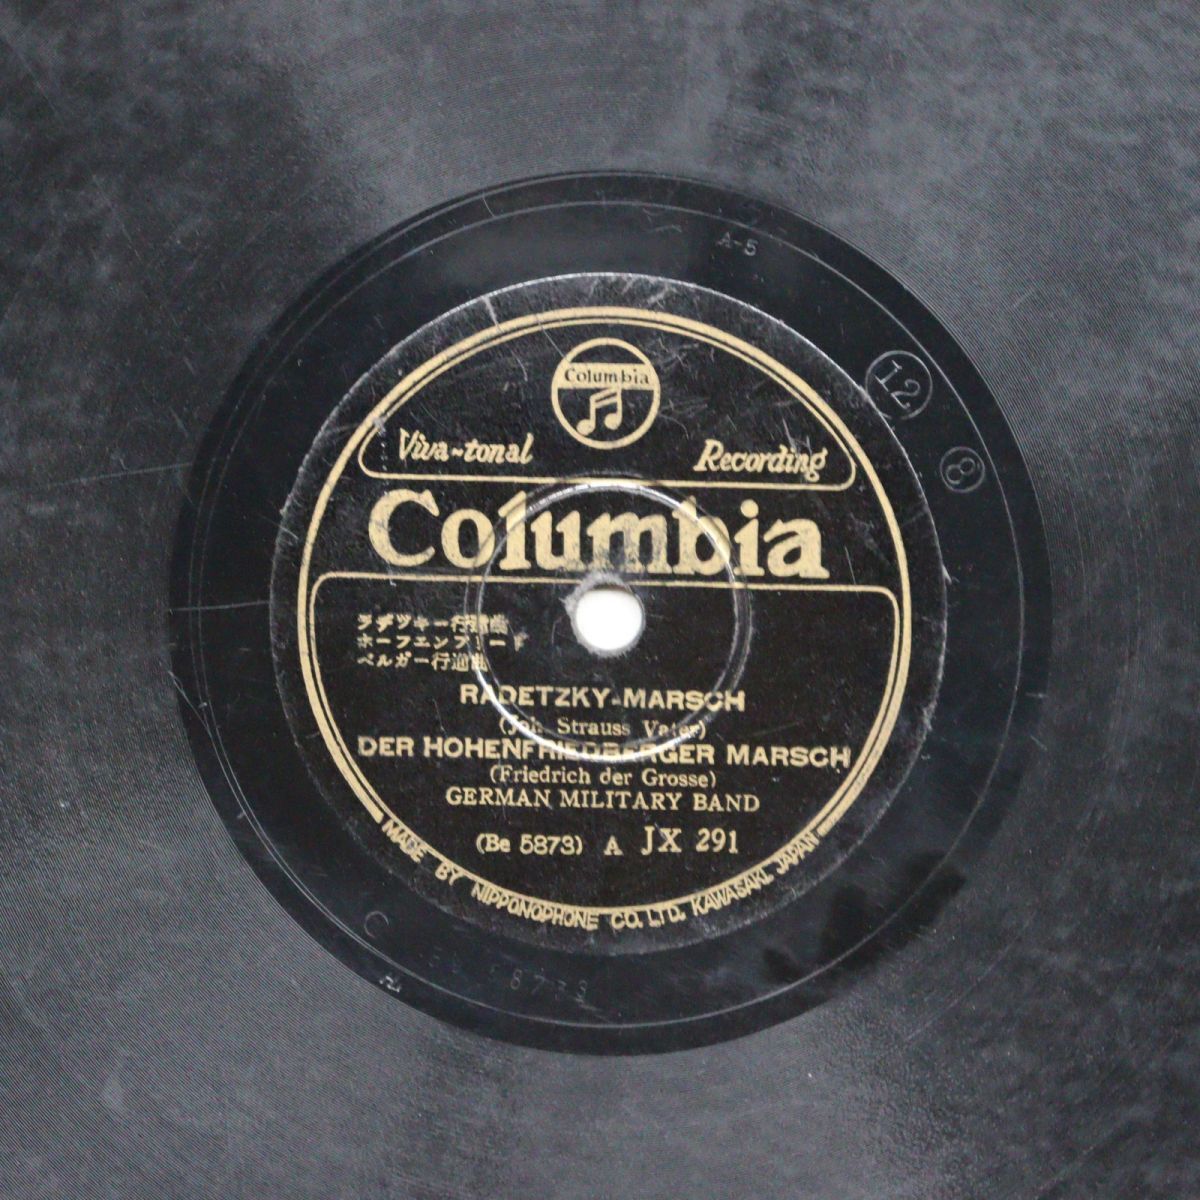 Columbia
Viva-tonal Recording
Columbia
ラデツキー行進曲
ホーフエンフリード
ベルガー行進曲
RADETZKY-MARSCH
(Joh. Strauss Vater)
DER HOHENFRIEDBERGER MARSCH
(Friedrich der Grosse)
GERMAN MILITARY BAND
(Be 5873) A JX 291
MADE BY NIPPONOPHONE CO. LTD. KAWASAKI, JAPAN
A-5
12
8
C